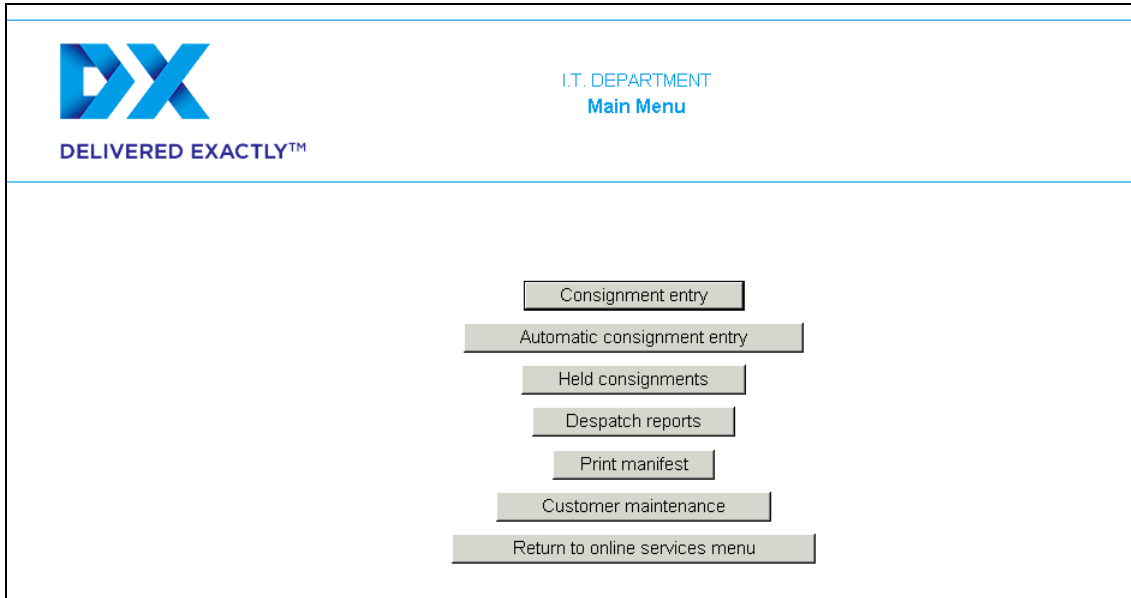 DX
I.T. DEPARTMENT
Main Menu
DELIVERED EXACTLY™
Consignment entry
Automatic consignment entry
Held consignments
Despatch reports
Print manifest
Customer maintenance
Return to online services menu